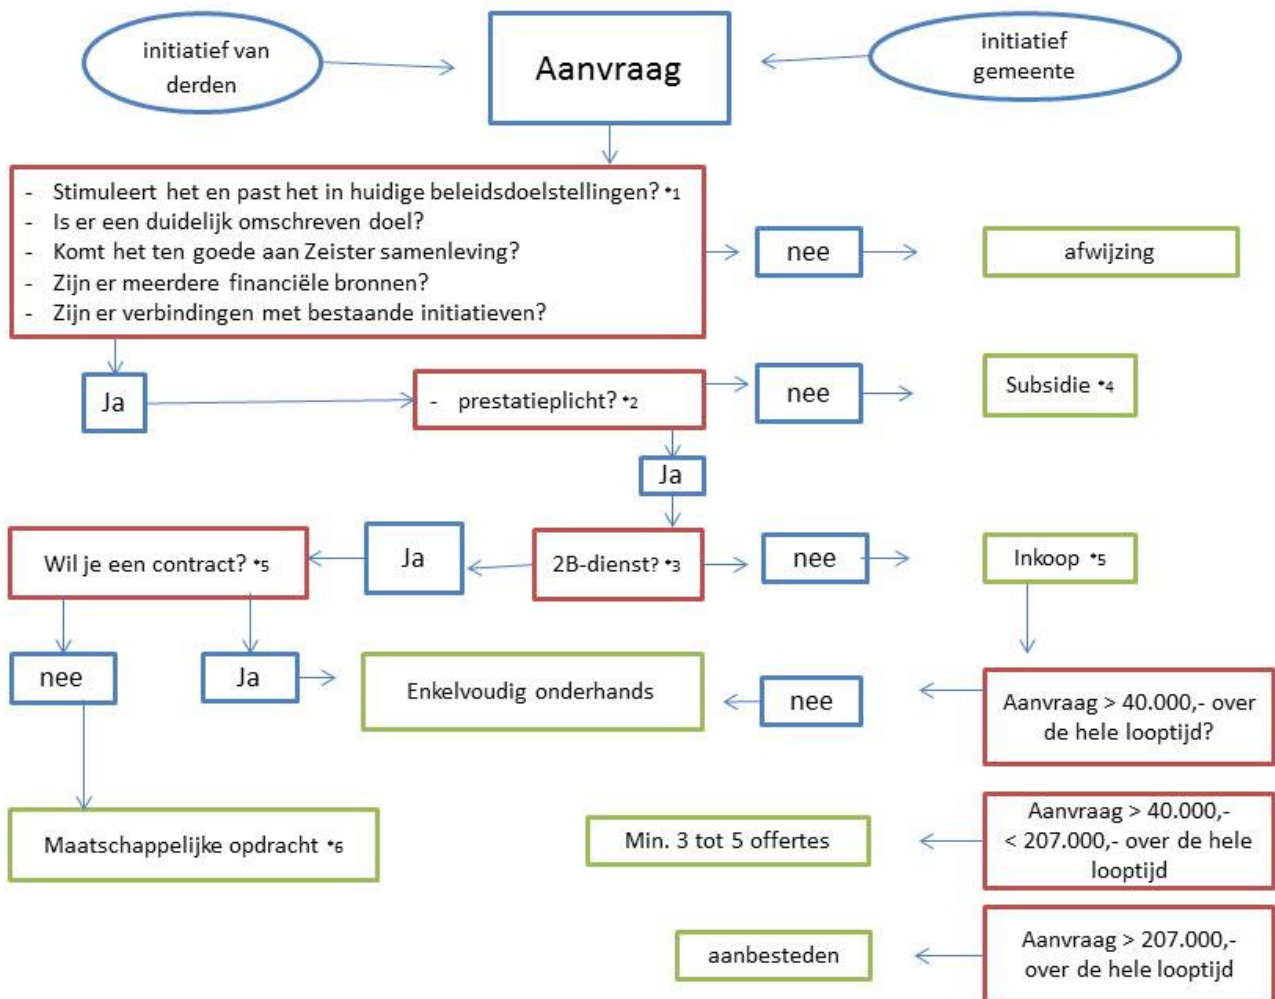 initiatief van
derden
Aanvraag
initiatief
gemeente
- Stimuleert het en past het in huidige beleidsdoelstellingen? *1
- Is er een duidelijk omschreven doel?
- Komt het ten goede aan Zeister samenleving?
- Zijn er meerdere financiële bronnen?
- Zijn er verbindingen met bestaande initiatieven?
nee
afwijzing
Ja
- prestatieplicht? *2
nee
Subsidie *4
Ja
Wil je een contract? *5
Ja
2B-dienst? *3
nee
Inkoop *5
nee
Ja
Enkelvoudig onderhands
nee
Aanvraag > 40.000,- over
de hele looptijd?
Maatschappelijke opdracht *6
Min. 3 tot 5 offertes
Aanvraag > 40.000,-
< 207.000,- over de hele
looptijd
aanbesteden
Aanvraag > 207.000,-
over de hele looptijd